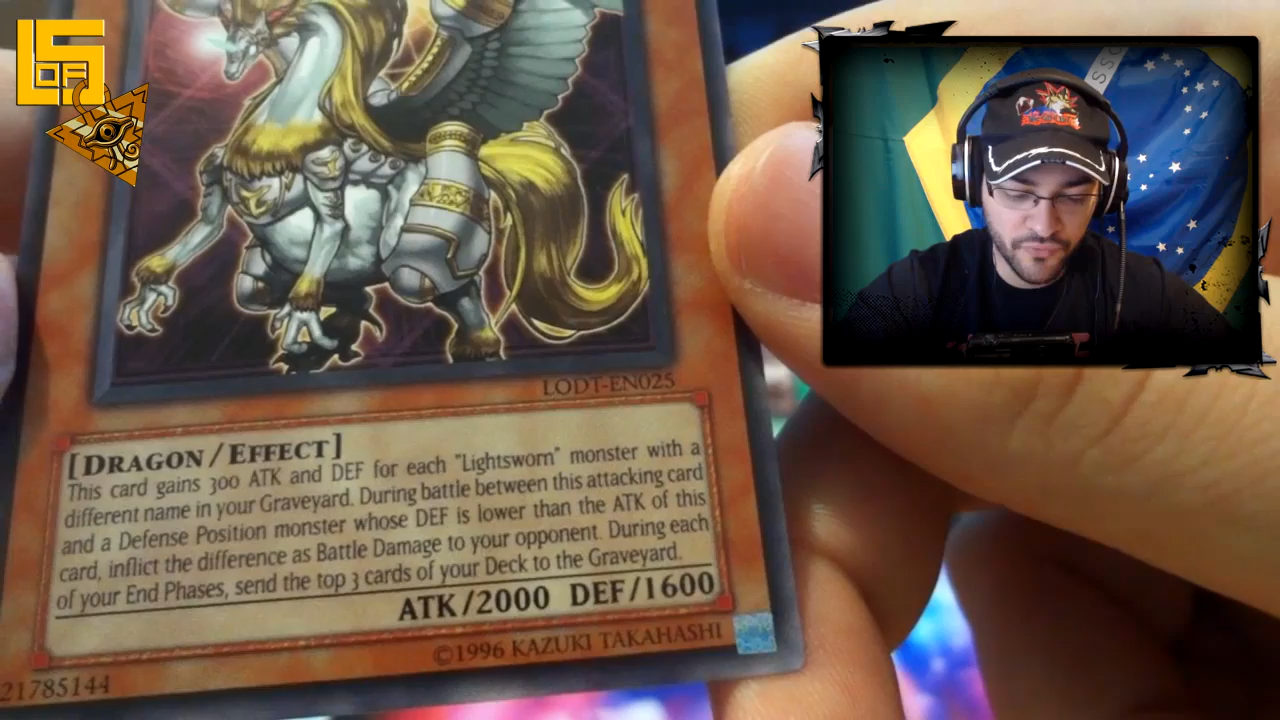 L5
OF
LODT-EN025
[DRAGON/EFFECT]
This card gains 300 ATK and DEF for each "Lightsworn" monster with a
different name in your Graveyard. During battle between this attacking card
and a Defense Position monster whose DEF is lower than the ATK of this
card, inflict the difference as Battle Damage to your opponent. During each
of your End Phases, send the top 3 cards of your Deck to the Graveyard.
ATK/2000 DEF/1600
©1996 KAZUKI TAKAHASHI
21785144